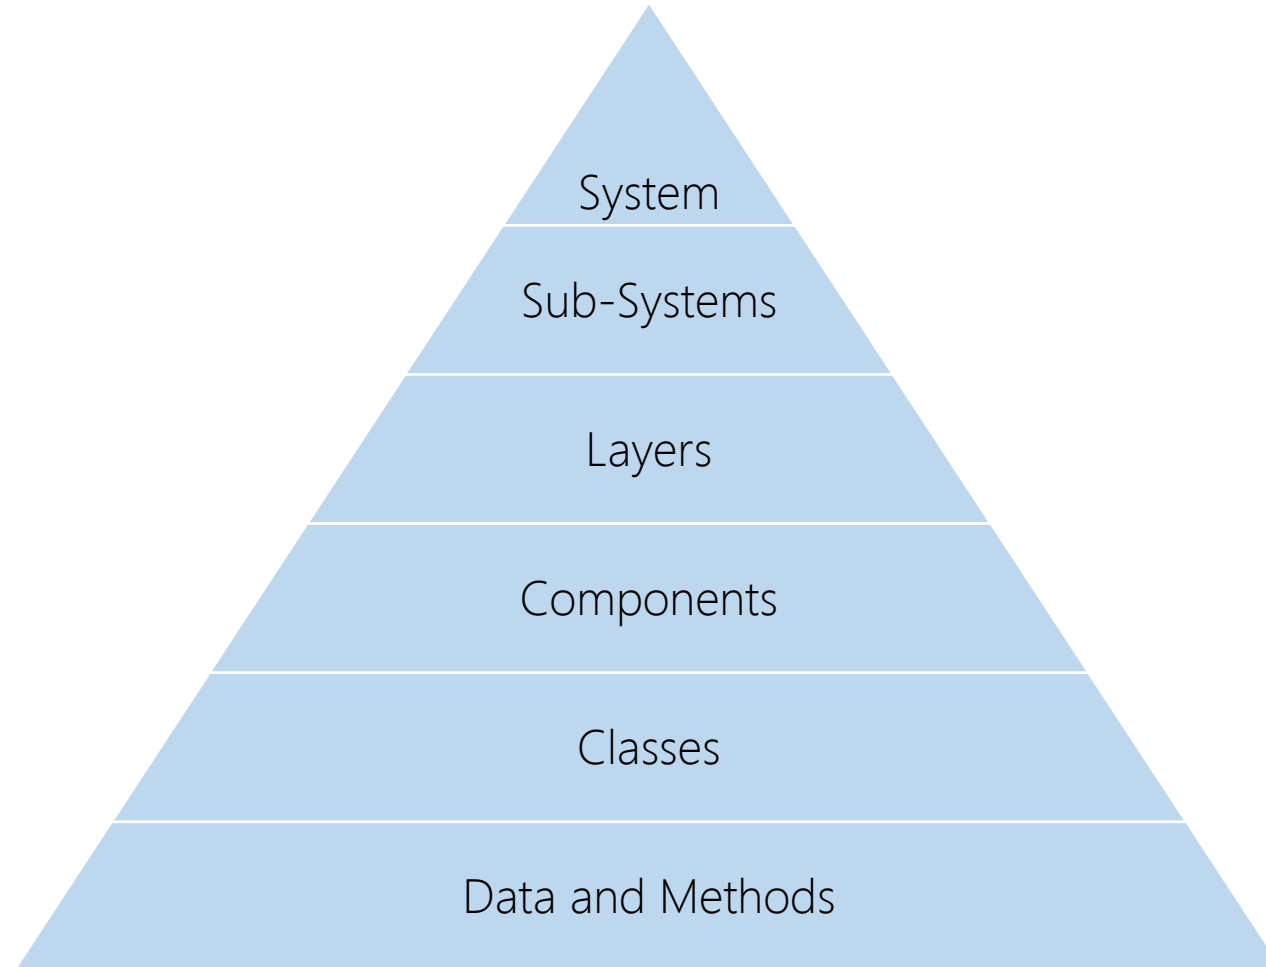 System
Sub-Systems
Layers
Components
Classes
Data and Methods